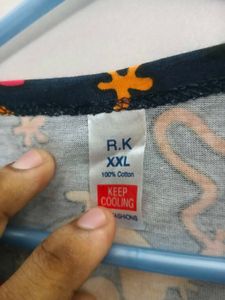 R.K
XXL
100% Cotton
KEEP
COOLING
FASHIONS